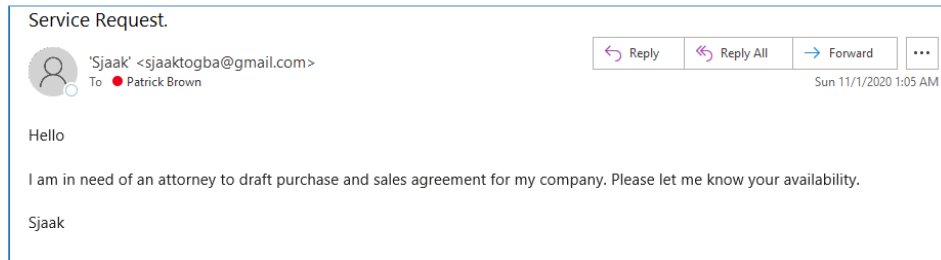 Service Request.
'Sjaak' <sjaaktogba@gmail.com>
To Patrick Brown
Reply
Reply All
Forward
Sun 11/1/2020 1:05 AM
Hello
I am in need of an attorney to draft purchase and sales agreement for my company. Please let me know your availability.
Sjaak